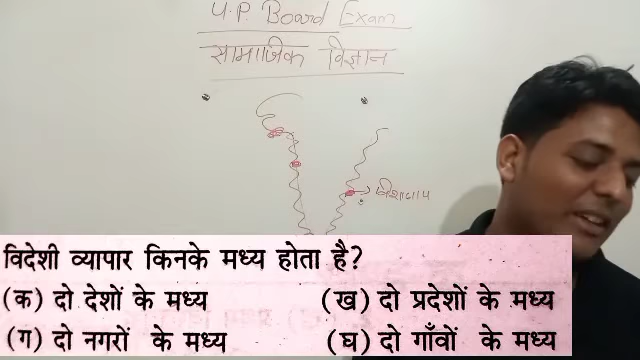 U.P. Board Exam
सामाजिक विज्ञान
विदेशी व्यापार किनके मध्य होता है?
(क) दो देशों के मध्य (ख) दो प्रदेशों के मध्य
(ग) दो नगरों के मध्य (घ) दो गाँवों के मध्य